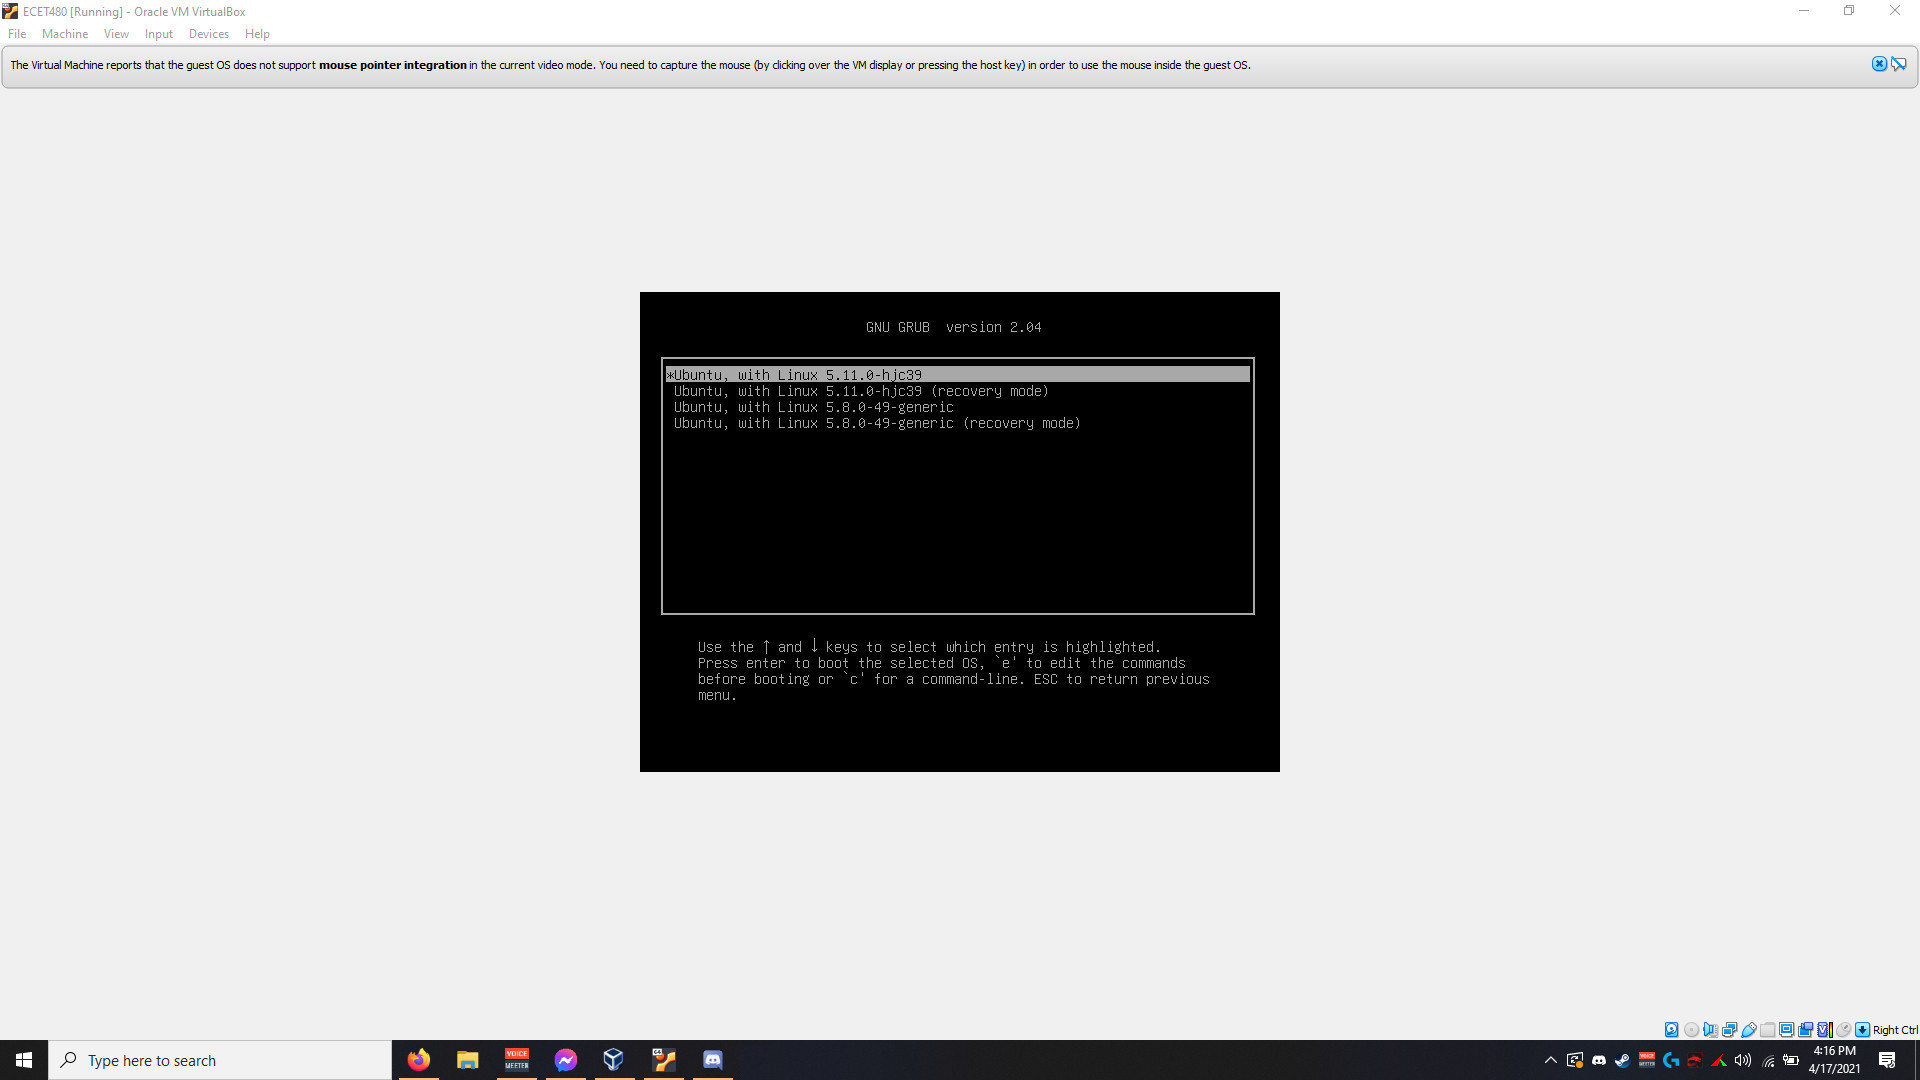 ECET480 [Running] - Oracle VM VirtualBox
File Machine View Input Devices Help
The Virtual Machine reports that the guest OS does not support mouse pointer integration in the current video mode. You need to capture the mouse (by clicking over the VM display or pressing the host key) in order to use the mouse inside the guest OS.
GNU GRUB version 2.04
*Ubuntu, with Linux 5.11.0-hjc39
Ubuntu, with Linux 5.11.0-hjc39 (recovery mode)
Ubuntu, with Linux 5.8.0-49-generic
Ubuntu, with Linux 5.8.0-49-generic (recovery mode)
Use the ↑ and ↓ keys to select which entry is highlighted.
Press enter to boot the selected OS, `e' to edit the commands
before booting or `c' for a command-line. ESC to return previous
menu.
Right Ctrl
Type here to search
VOICE
MEETER
4:16 PM
4/17/2021